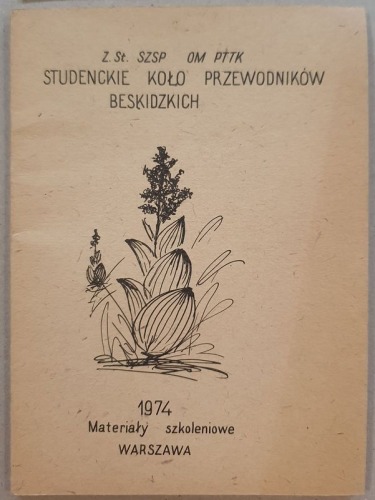 Z. St. SZSP OM PTTK
STUDENCKIE KOŁO PRZEWODNIKÓW
BESKIDZKICH
1974
Materiały szkoleniowe
WARSZAWA